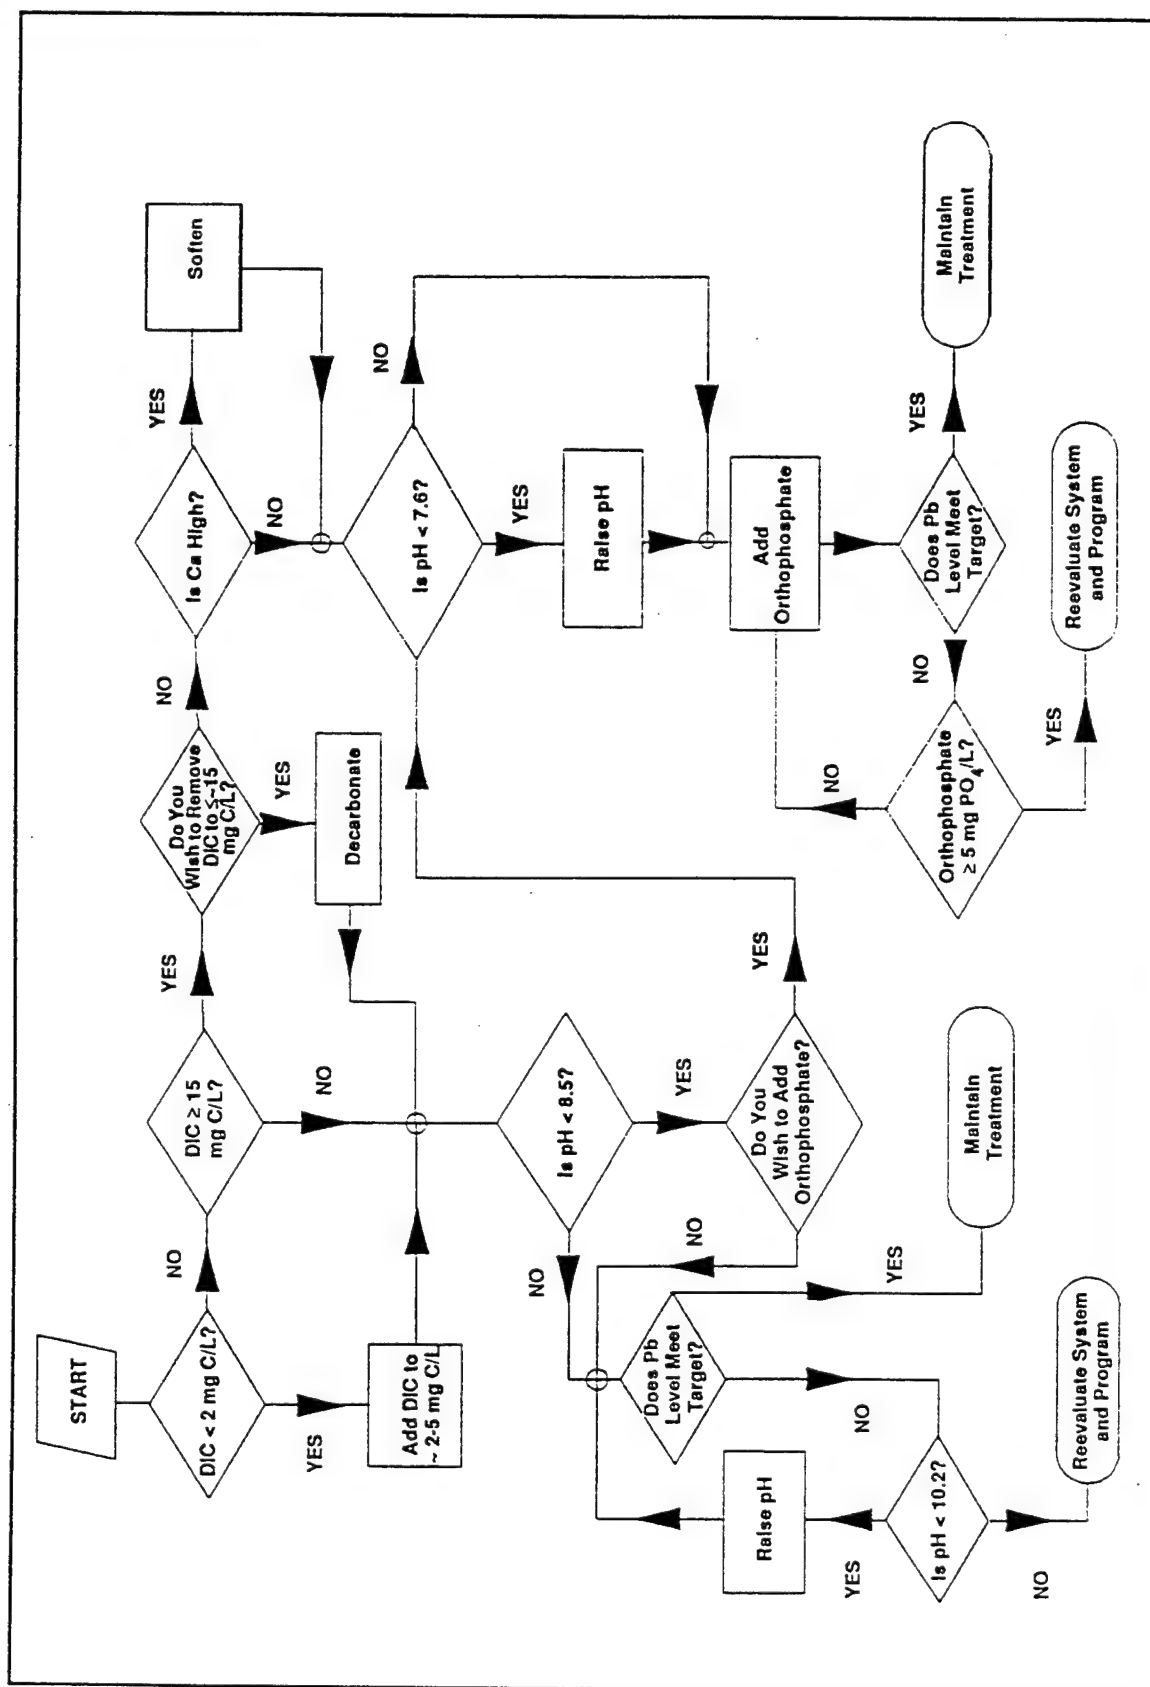 START
DIC < 2 mg C/L?
NO
YES
Add DIC to
~ 2-5 mg C/L
DIC ≥ 15
mg C/L?
YES
NO
Do You
Wish to Remove
DIC to ≤~15
mg C/L?
NO
YES
Decarbonate
Is Ca High?
YES
NO
Soften
Is pH < 7.6?
NO
YES
Raise pH
Add
Orthophosphate
Does Pb
Level Meet
Target?
YES
NO
Maintain
Treatment
Orthophosphate
≥ 5 mg PO₄/L?
NO
YES
Reevaluate System
and Program
Is pH < 8.5?
NO
YES
Do You
Wish to Add
Orthophosphate?
YES
NO
Does Pb
Level Meet
Target?
YES
NO
Maintain
Treatment
Is pH < 10.2?
YES
NO
Raise pH
Reevaluate System
and Program